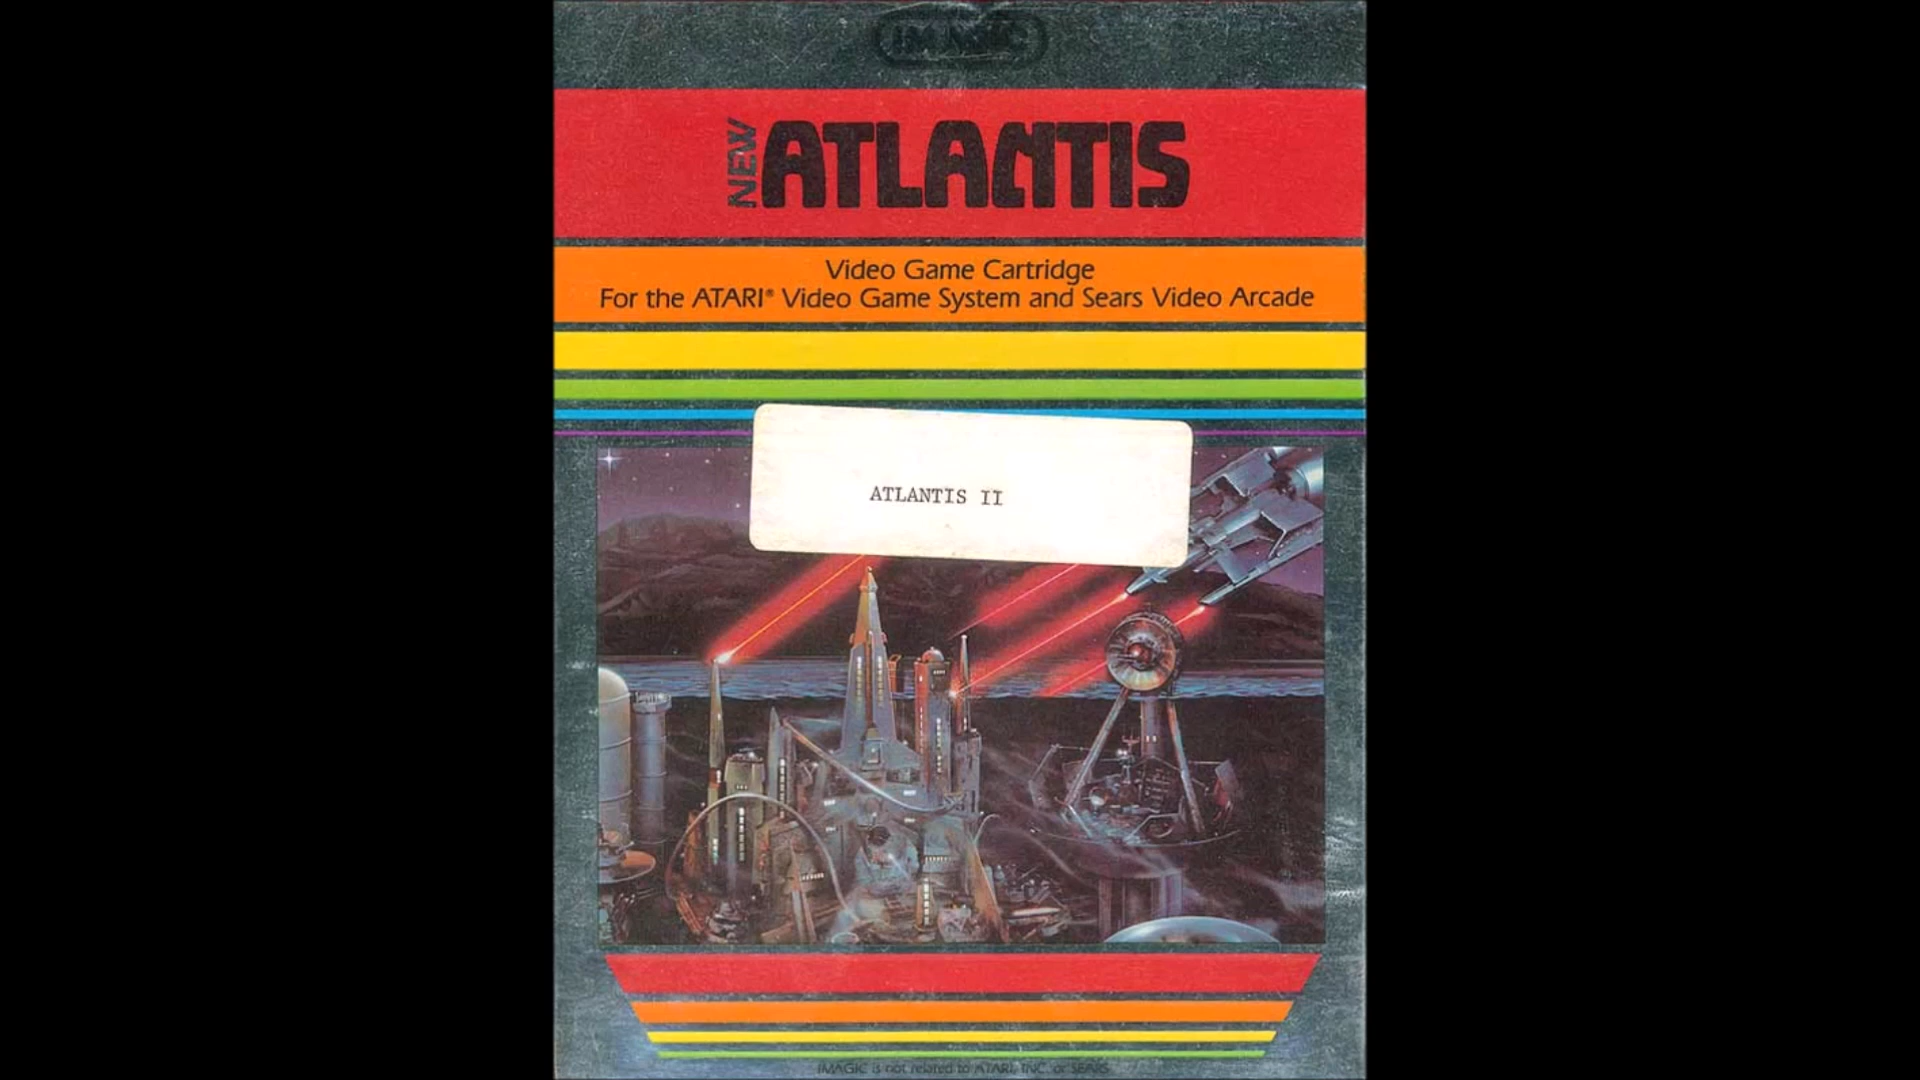 IMAGIC
NEW ATLANTIS
Video Game Cartridge
For the ATARI® Video Game System and Sears Video Arcade
ATLANTIS II
IMAGIC is not related to ATARI, INC. or SEARS